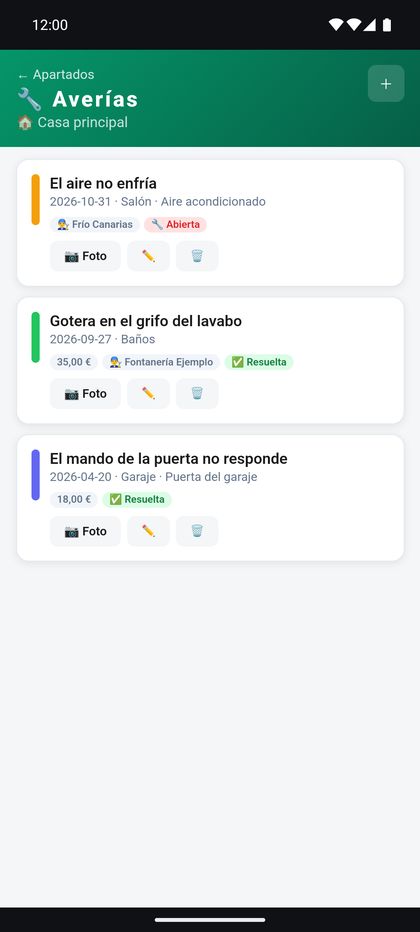 12:00
← Apartados
🔧 Averías
🏠 Casa principal
+
El aire no enfría
2026-10-31 · Salón · Aire acondicionado
👨‍🔧 Frío Canarias 🔧 Abierta
📷 Foto ✏️ 🗑️
Gotera en el grifo del lavabo
2026-09-27 · Baños
35,00 € 👨‍🔧 Fontanería Ejemplo ✅ Resuelta
📷 Foto ✏️ 🗑️
El mando de la puerta no responde
2026-04-20 · Garaje · Puerta del garaje
18,00 € ✅ Resuelta
📷 Foto ✏️ 🗑️